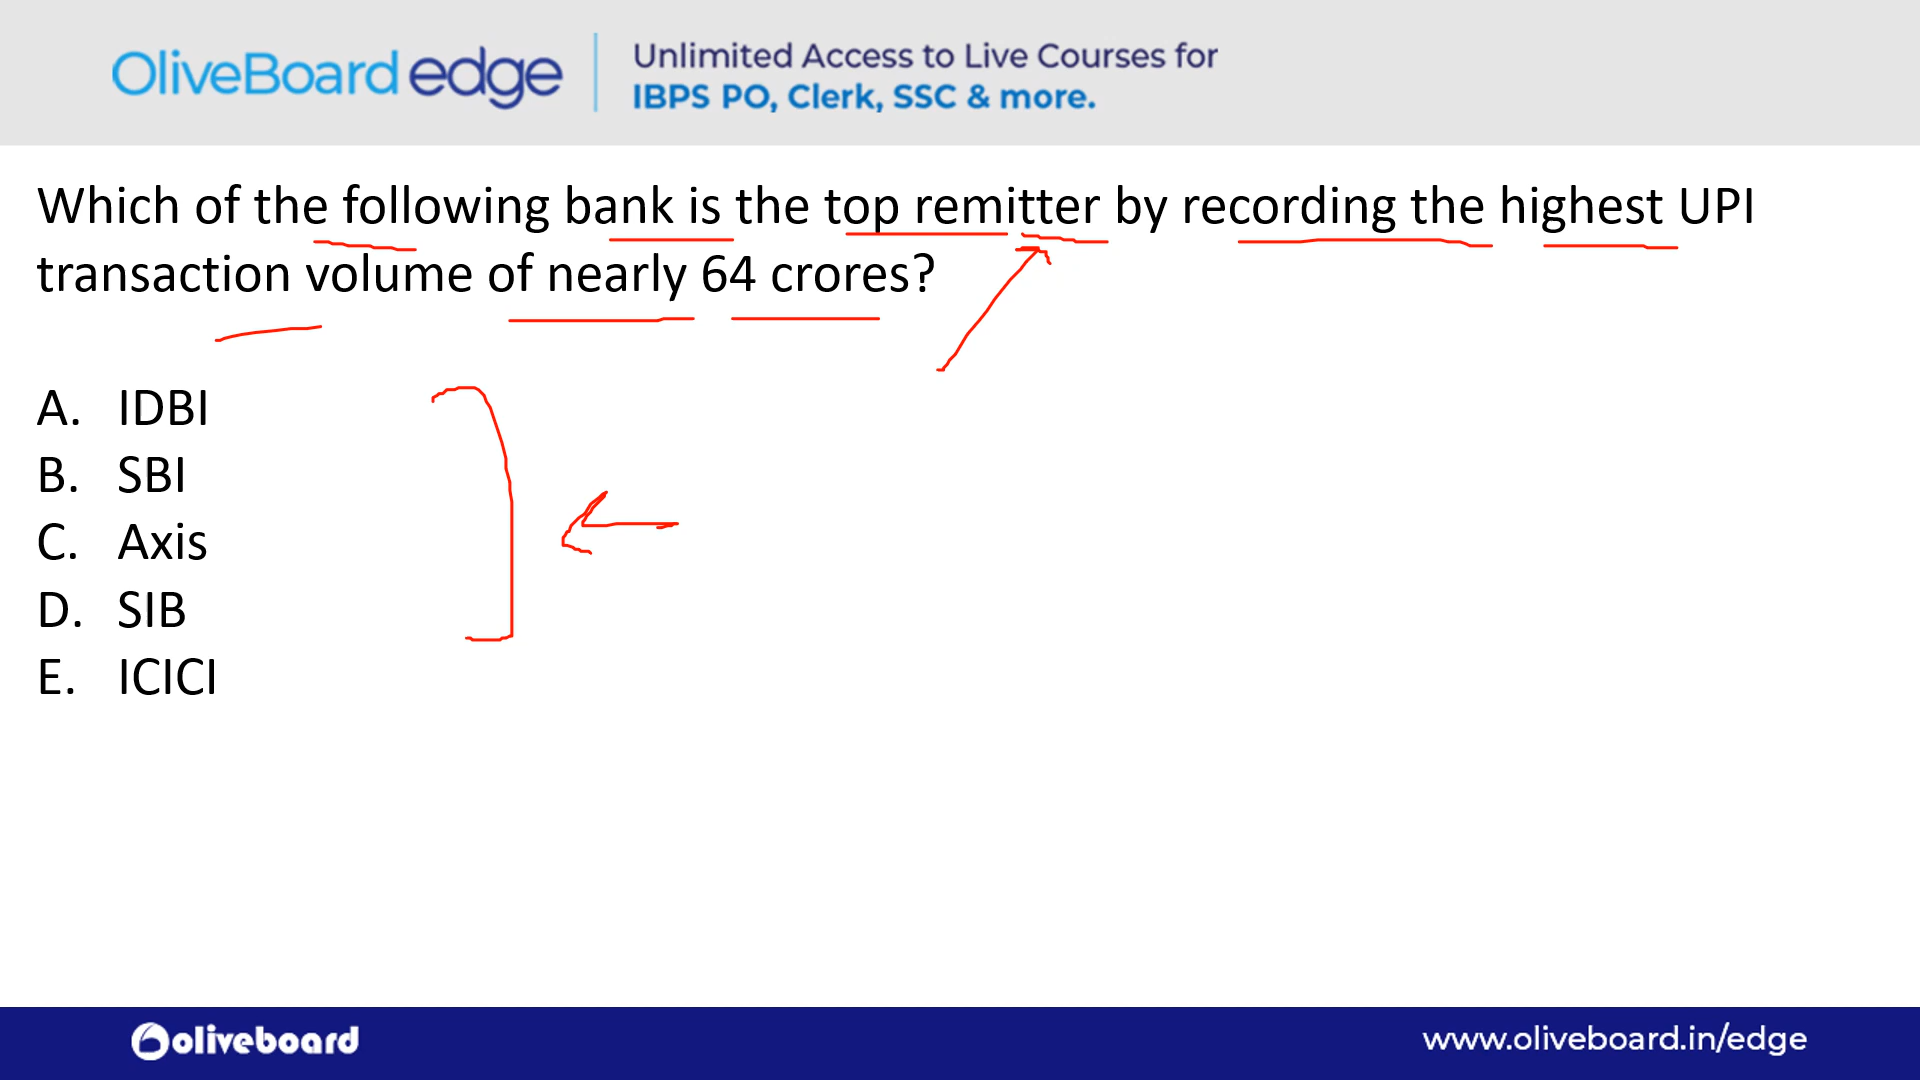 OliveBoard edge
Unlimited Access to Live Courses for
IBPS PO, Clerk, SSC & more.
Which of the following bank is the top remitter by recording the highest UPI
transaction volume of nearly 64 crores?
A. IDBI
B. SBI
C. Axis
D. SIB
E. ICICI
oliveboard
www.oliveboard.in/edge